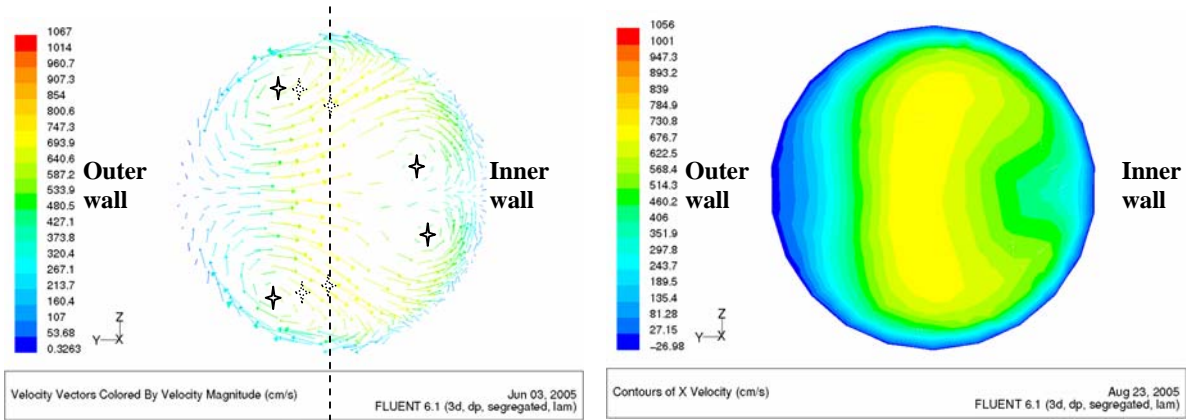 1067
1014
960.7
907.3
854
800.6
747.3
693.9
640.6
587.2
533.9
480.5
427.1
373.8
320.4
267.1
213.7
160.4
107
53.68
0.3263
Outer
wall
Inner
wall
Z
Y X
Velocity Vectors Colored By Velocity Magnitude (cm/s)
Jun 03, 2005
FLUENT 6.1 (3d, dp, segregated, lam)
1056
1001
947.3
893.2
839
784.9
730.8
676.7
622.5
568.4
514.3
460.2
406
351.9
297.8
243.7
189.5
135.4
81.28
27.15
-26.98
Outer
wall
Inner
wall
Z
Y X
Contours of X Velocity (cm/s)
Aug 23, 2005
FLUENT 6.1 (3d, dp, segregated, lam)